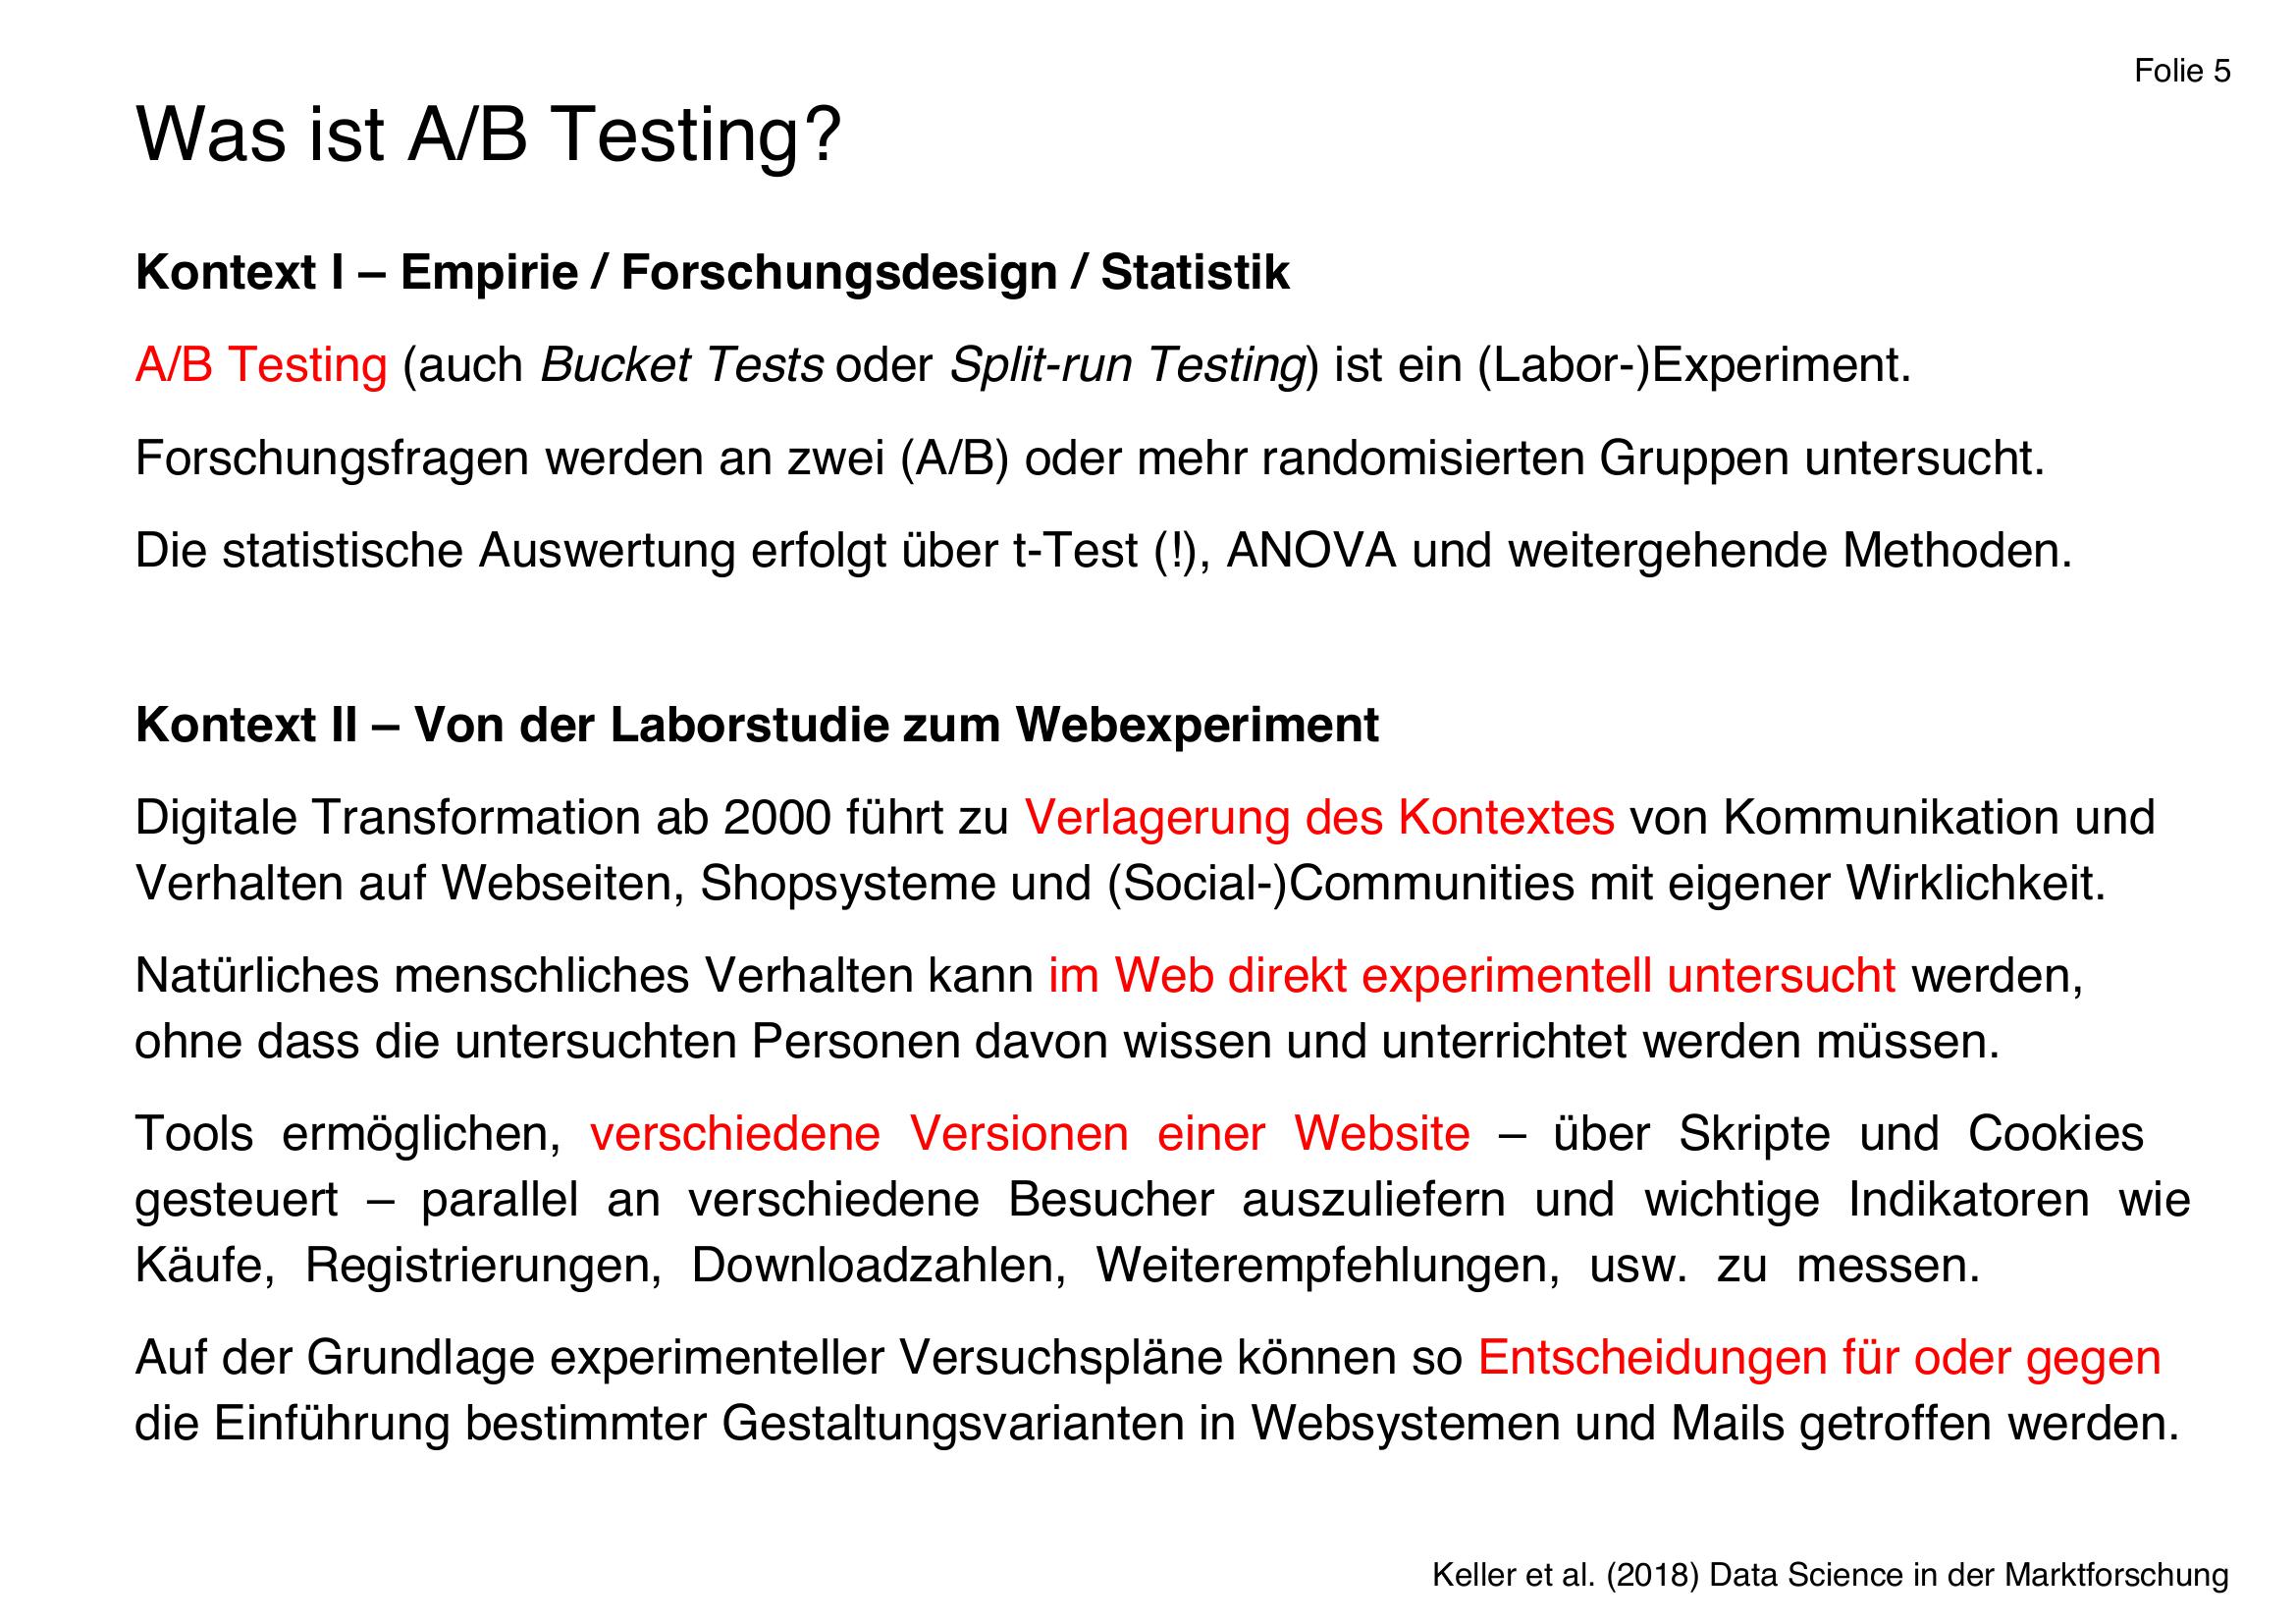 Folie 5
Was ist A/B Testing?
Kontext I – Empirie / Forschungsdesign / Statistik
A/B Testing (auch Bucket Tests oder Split-run Testing) ist ein (Labor-)Experiment.
Forschungsfragen werden an zwei (A/B) oder mehr randomisierten Gruppen untersucht.
Die statistische Auswertung erfolgt über t-Test (!), ANOVA und weitergehende Methoden.
Kontext II – Von der Laborstudie zum Webexperiment
Digitale Transformation ab 2000 führt zu Verlagerung des Kontextes von Kommunikation und
Verhalten auf Webseiten, Shopsysteme und (Social-)Communities mit eigener Wirklichkeit.
Natürliches menschliches Verhalten kann im Web direkt experimentell untersucht werden,
ohne dass die untersuchten Personen davon wissen und unterrichtet werden müssen.
Tools ermöglichen, verschiedene Versionen einer Website – über Skripte und Cookies
gesteuert – parallel an verschiedene Besucher auszuliefern und wichtige Indikatoren wie
Käufe, Registrierungen, Downloadzahlen, Weiterempfehlungen, usw. zu messen.
Auf der Grundlage experimenteller Versuchspläne können so Entscheidungen für oder gegen
die Einführung bestimmter Gestaltungsvarianten in Websystemen und Mails getroffen werden.
Keller et al. (2018) Data Science in der Marktforschung